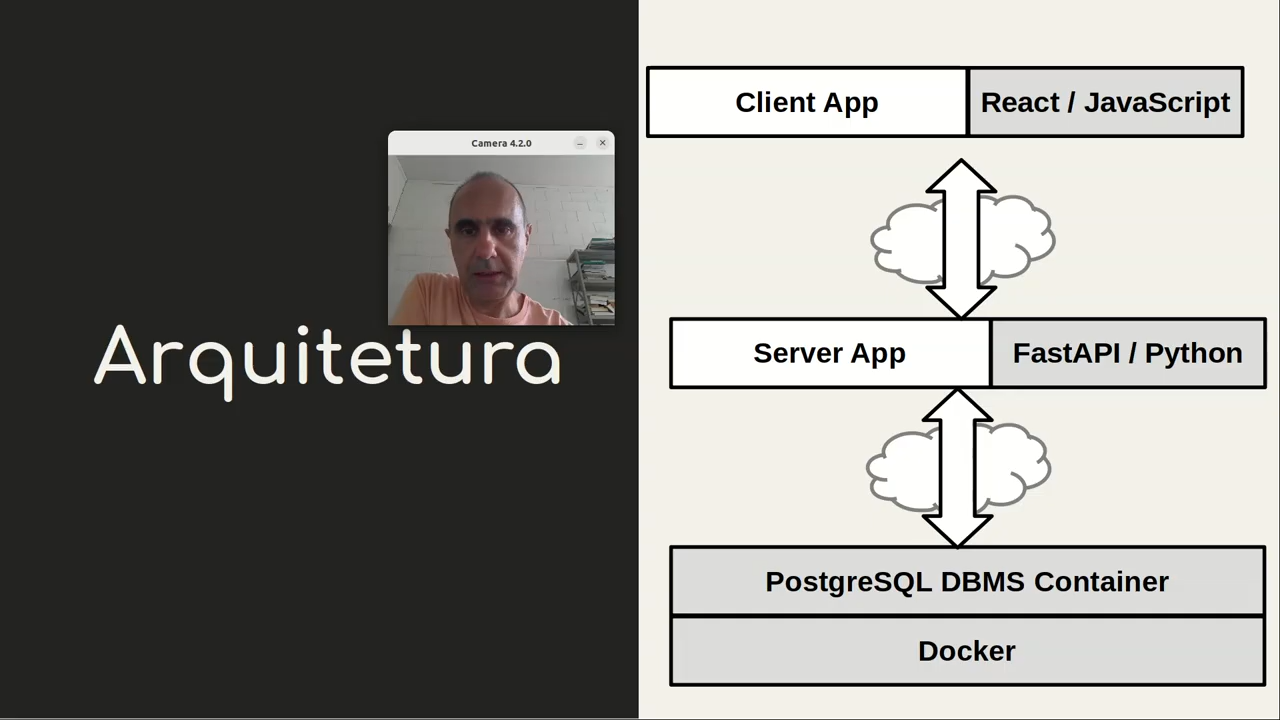 Client App
React / JavaScript
Camera 4.2.0
Arquitetura
Server App
FastAPI / Python
PostgreSQL DBMS Container
Docker